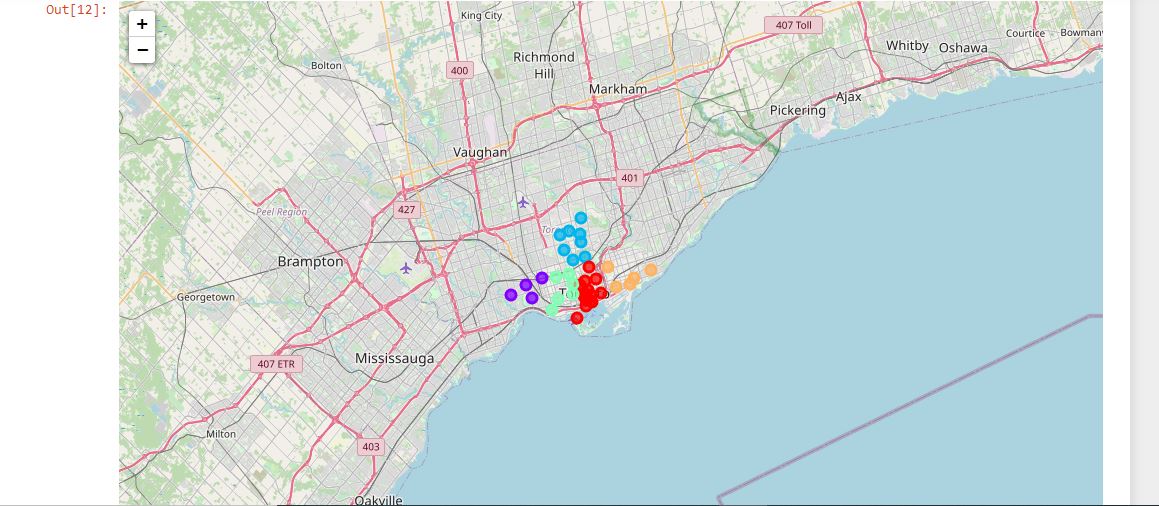 Out[12]:
+
−
King City
407 Toll
Courtice
Bowman
Whitby
Oshawa
Richmond
Hill
400
Bolton
Markham
Ajax
Pickering
Vaughan
401
427
Peel Region
Brampton
Georgetown
Mississauga
407 ETR
Milton
403
Oakville